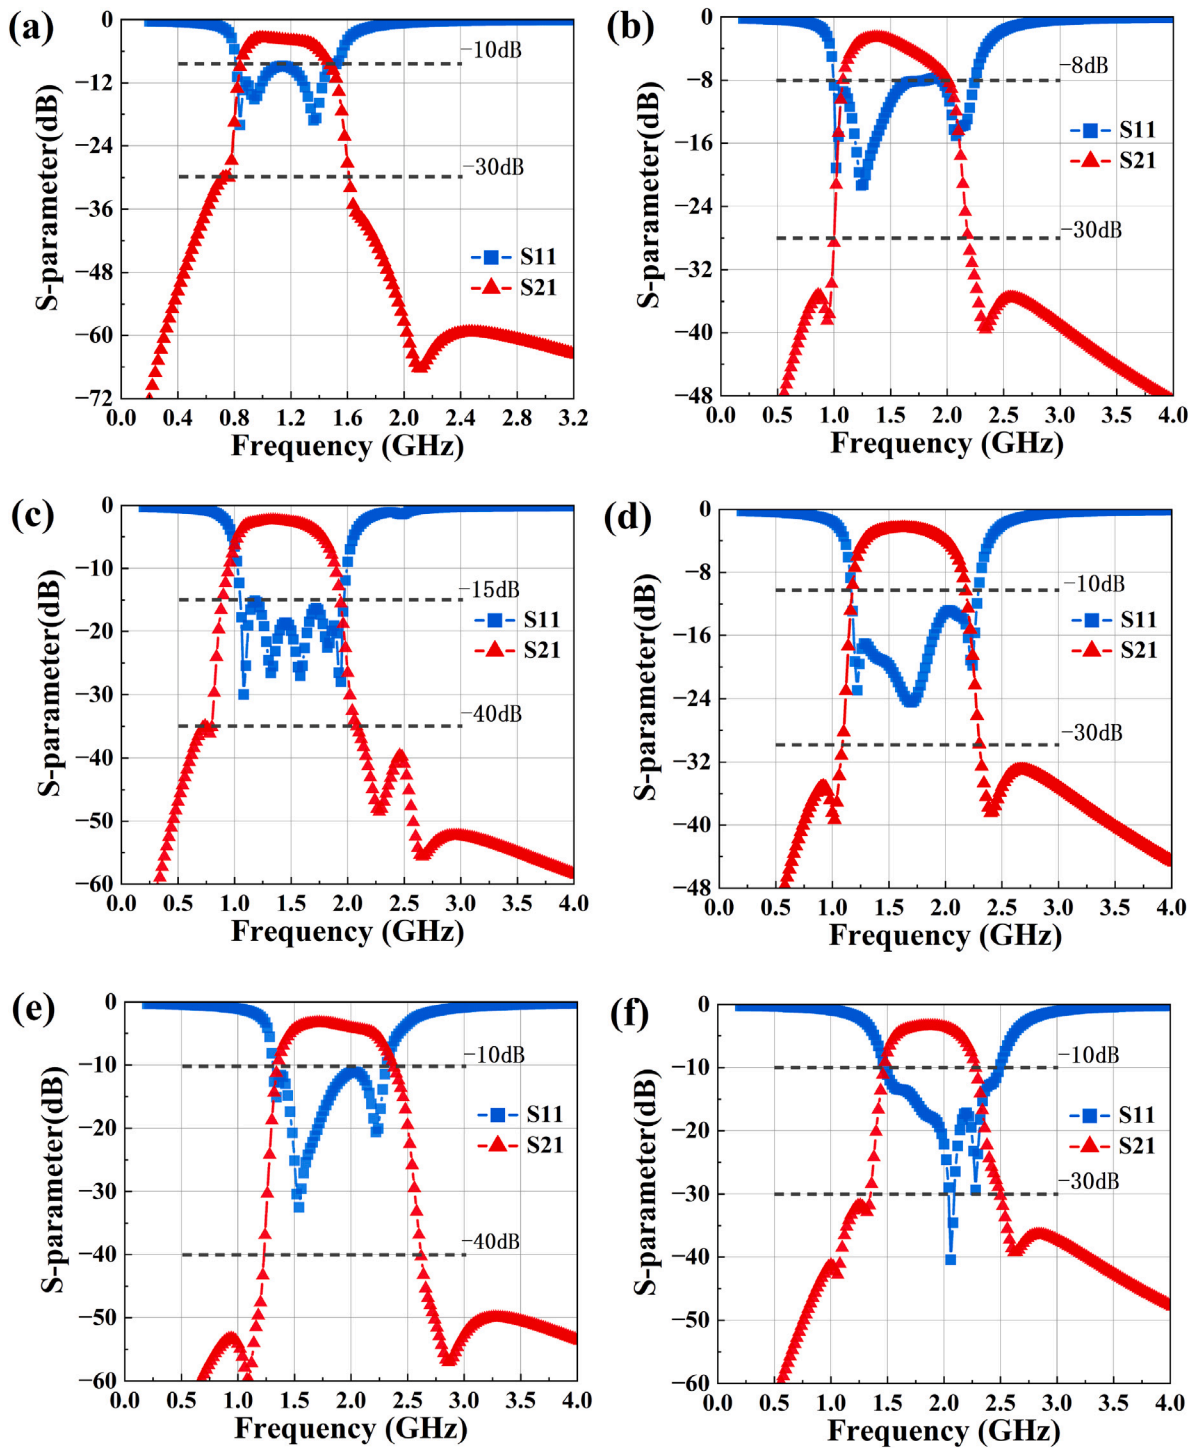 (a)
S-parameter(dB)
0
−12
−24
−36
−48
−60
−72
−10dB
−30dB
S11
S21
0.0 0.4 0.8 1.2 1.6 2.0 2.4 2.8 3.2
Frequency (GHz)
(b)
S-parameter(dB)
0
−8
−16
−24
−32
−40
−48
−8dB
−30dB
S11
S21
0.0 0.5 1.0 1.5 2.0 2.5 3.0 3.5 4.0
Frequency (GHz)
(c)
S-parameter(dB)
0
−10
−20
−30
−40
−50
−60
−15dB
−40dB
S11
S21
0.0 0.5 1.0 1.5 2.0 2.5 3.0 3.5 4.0
Frequency (GHz)
(d)
S-parameter(dB)
0
−8
−16
−24
−32
−40
−48
−10dB
−30dB
S11
S21
0.0 0.5 1.0 1.5 2.0 2.5 3.0 3.5 4.0
Frequency (GHz)
(e)
S-parameter(dB)
0
−10
−20
−30
−40
−50
−60
−10dB
−40dB
S11
S21
0.0 0.5 1.0 1.5 2.0 2.5 3.0 3.5 4.0
Frequency (GHz)
(f)
S-parameter(dB)
0
−10
−20
−30
−40
−50
−60
−10dB
−30dB
S11
S21
0.0 0.5 1.0 1.5 2.0 2.5 3.0 3.5 4.0
Frequency (GHz)